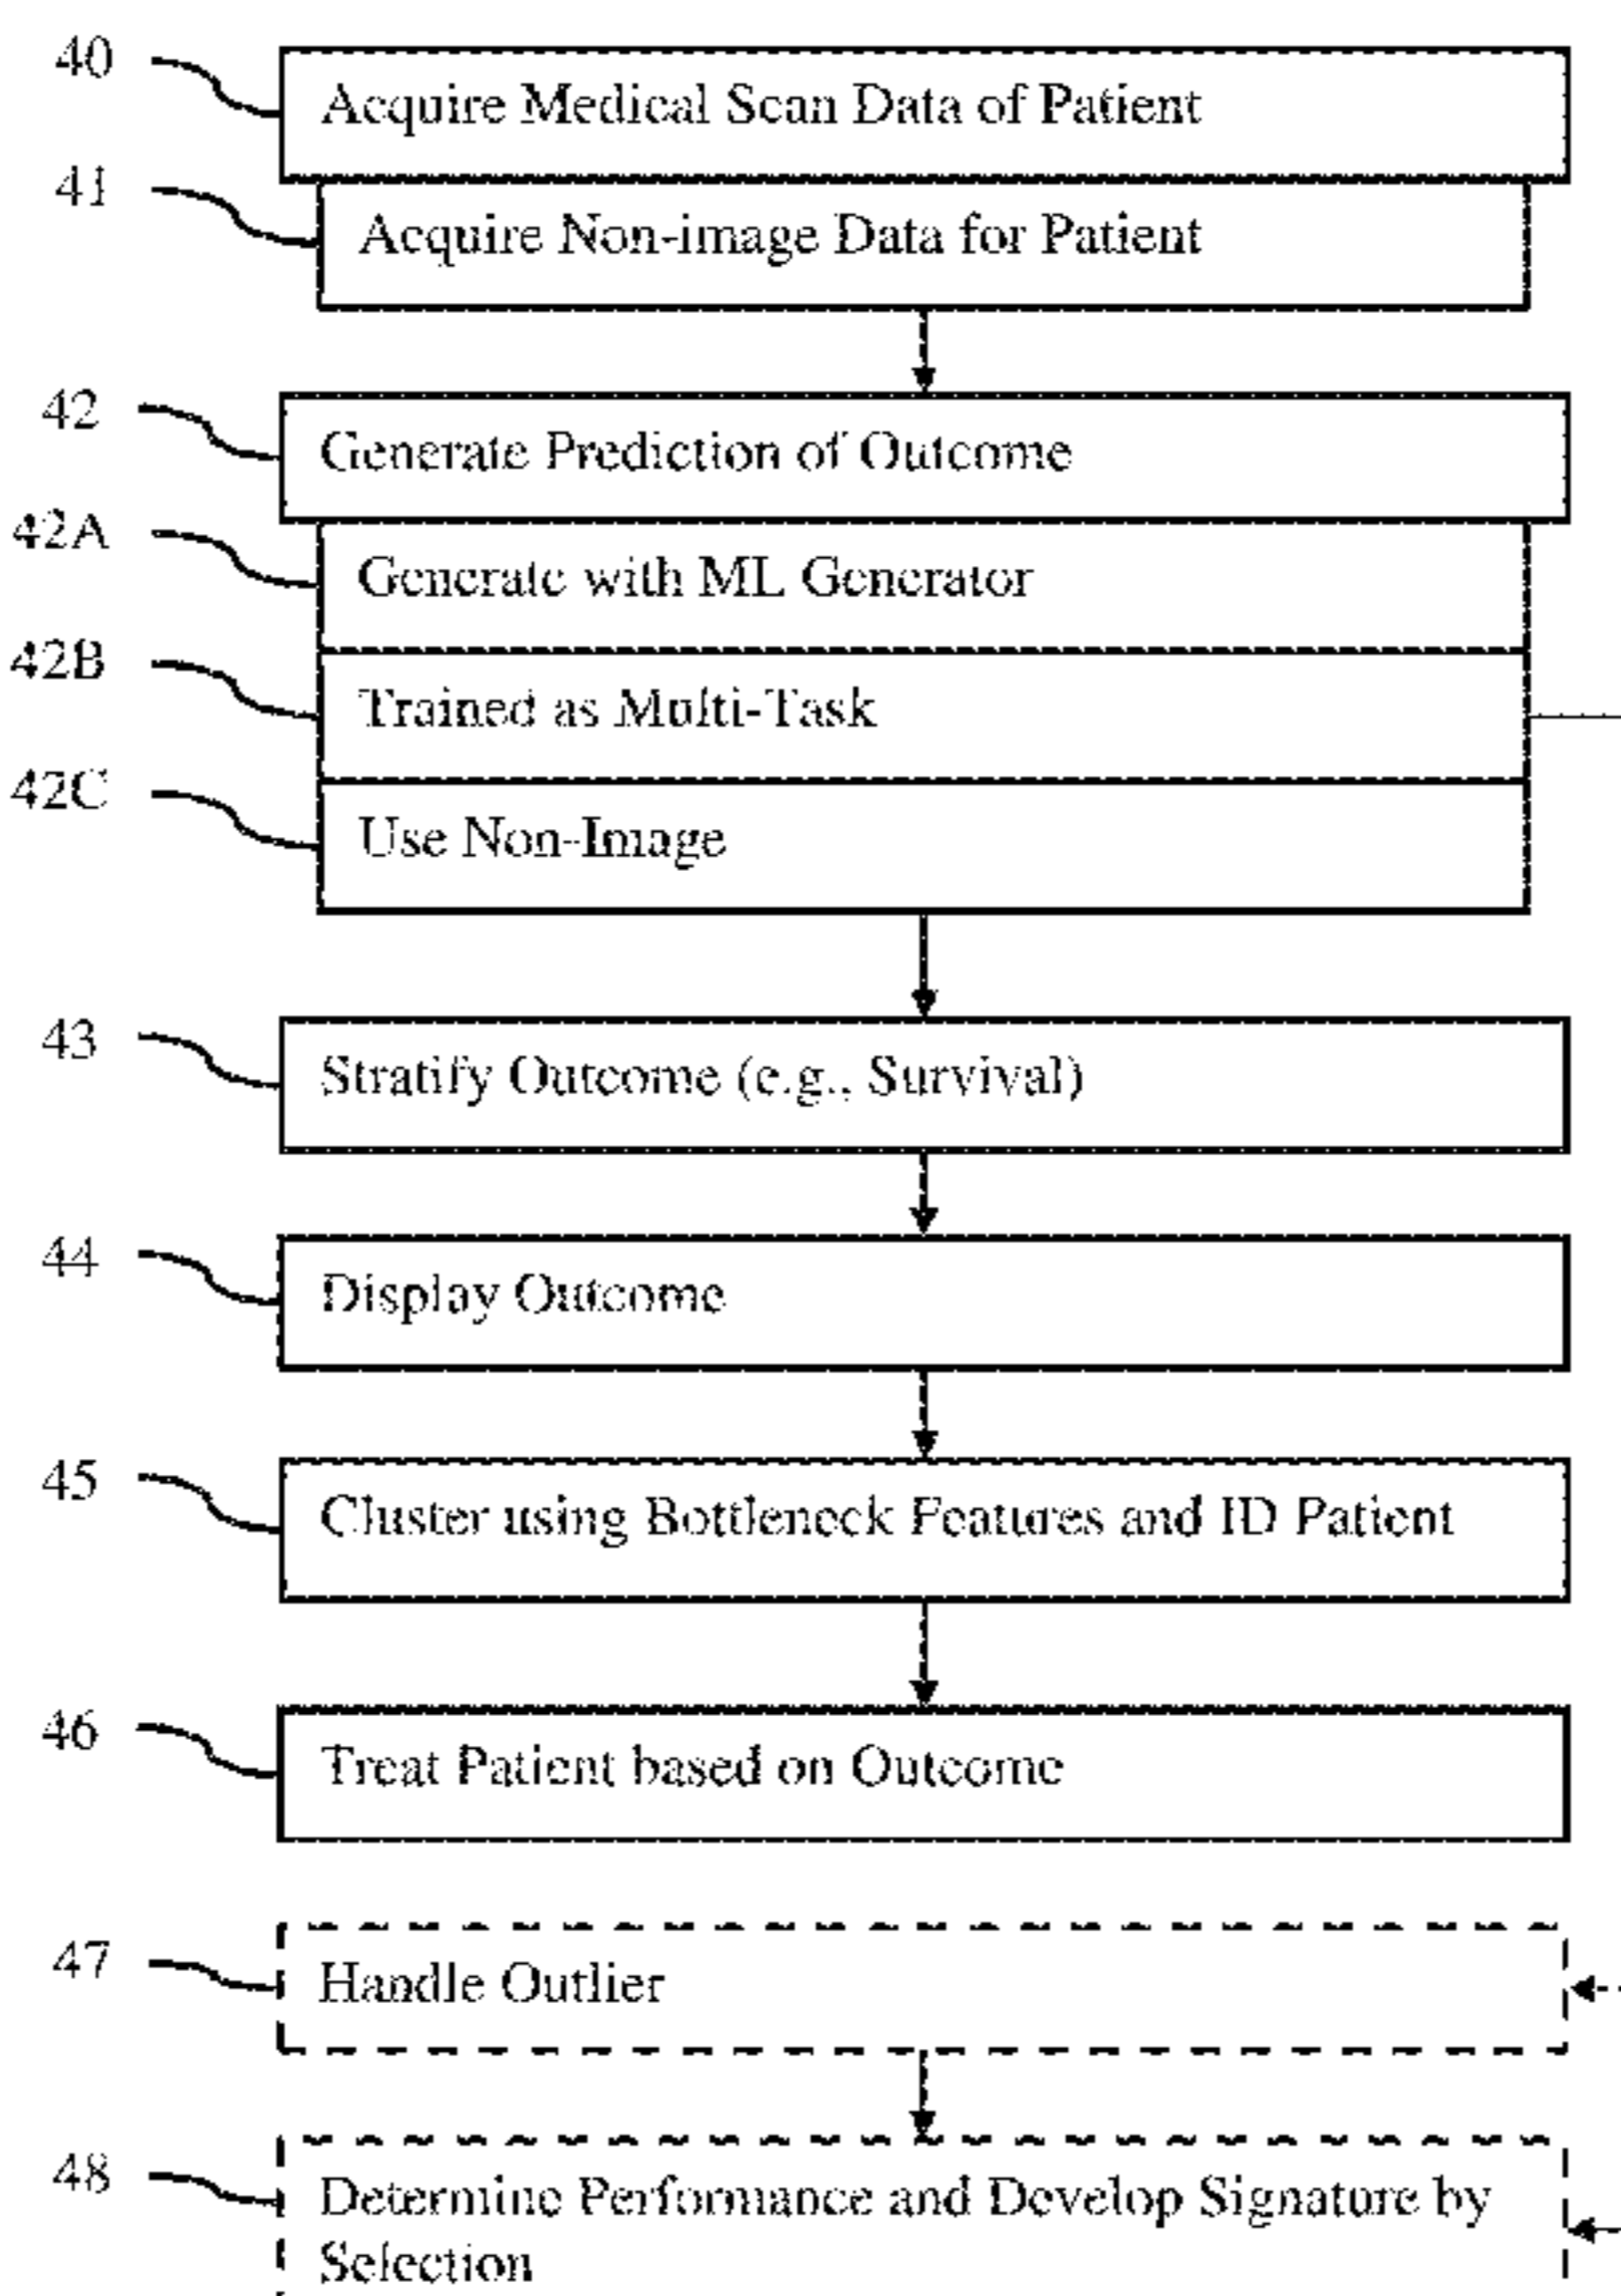 40
Acquire Medical Scan Data of Patient
41
Acquire Non-image Data for Patient
42
Generate Prediction of Outcome
42A
Generate with ML Generator
42B
Trained as Multi-Task
42C
Use Non-Image
43
Stratify Outcome (e.g., Survival)
44
Display Outcome
45
Cluster using Bottleneck Features and ID Patient
46
Treat Patient based on Outcome
47
Handle Outlier
48
Determine Performance and Develop Signature by
Selection